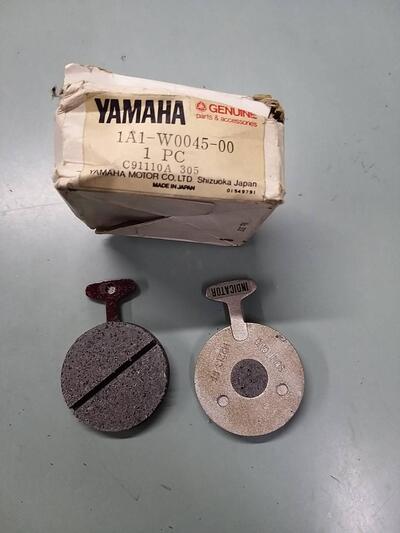 YAMAHA
GENUINE
parts & accessories
1A1-W0045-00
1 PC
C91110A 305
YAMAHA MOTOR CO.LTD Shizuoka Japan
MADE IN JAPAN
01549791
INDICATOR